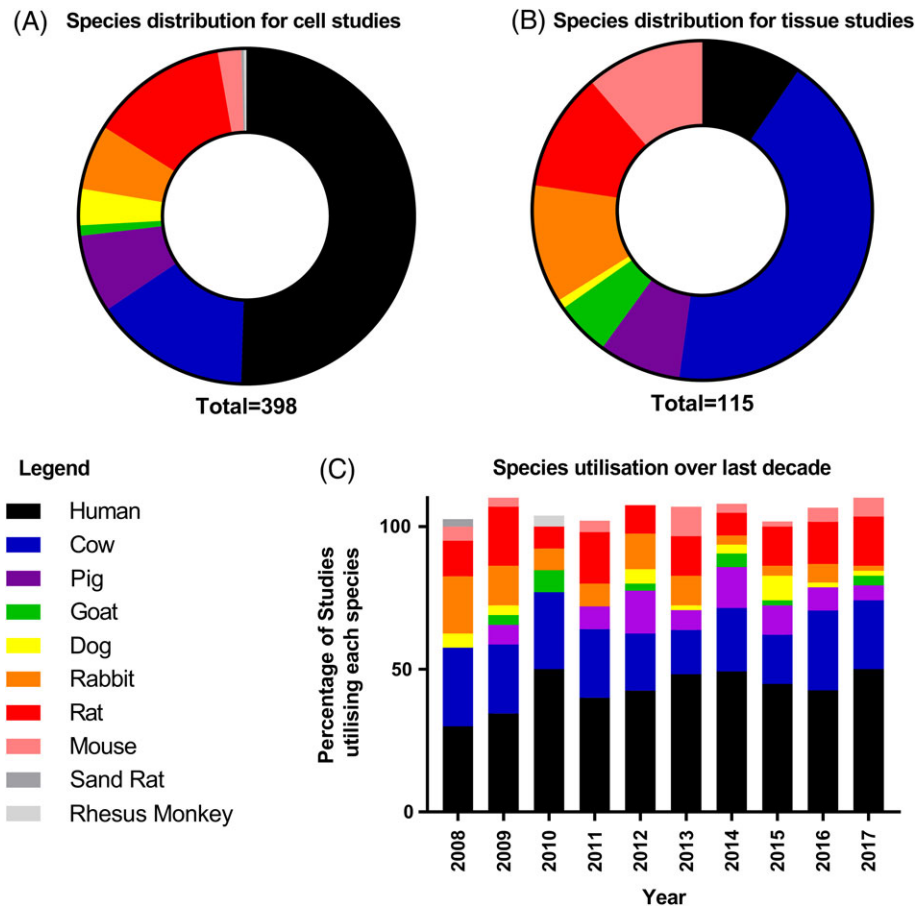 (A) Species distribution for cell studies
Total=398
(B) Species distribution for tissue studies
Total=115
Legend
Human
Cow
Pig
Goat
Dog
Rabbit
Rat
Mouse
Sand Rat
Rhesus Monkey
(C) Species utilisation over last decade
Percentage of Studies
utilising each species
100
50
0
2008
2009
2010
2011
2012
2013
2014
2015
2016
2017
Year